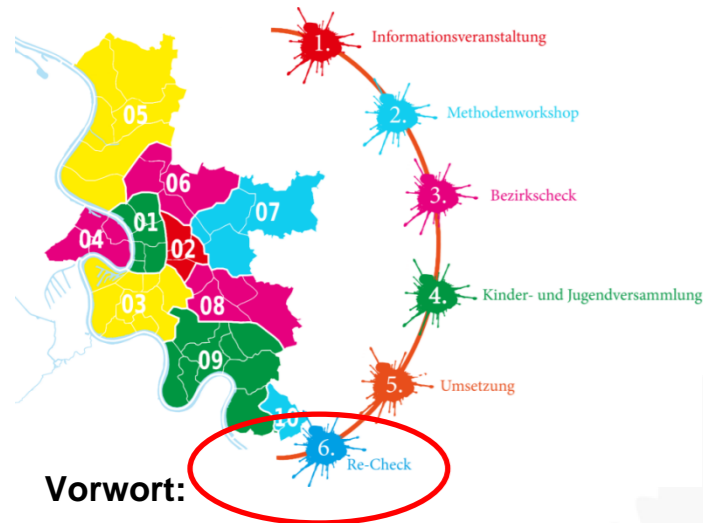 1. Informationsveranstaltung
2. Methodenworkshop
3. Bezirkscheck
4. Kinder- und Jugendversammlung
5. Umsetzung
6. Re-Check
05
06
07
01
04
02
03
08
09
10
Vorwort: